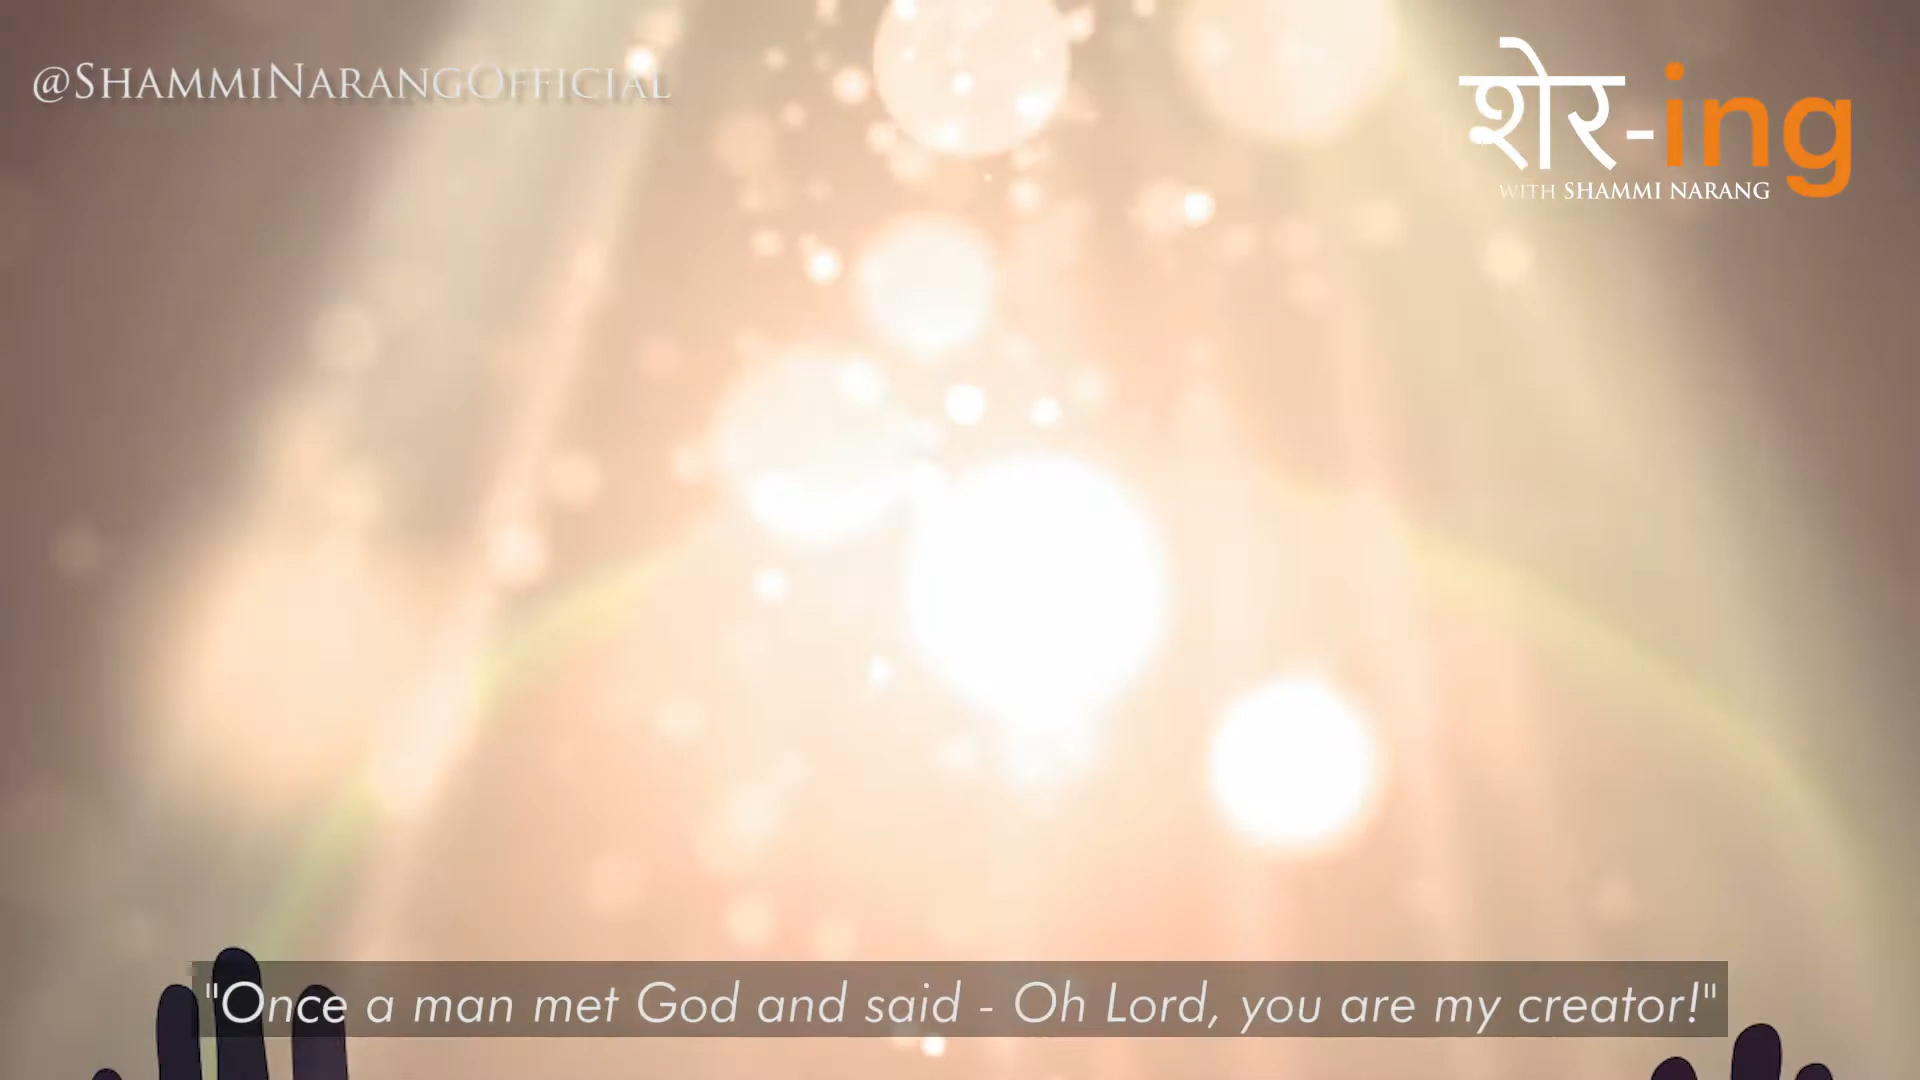 @ShammiNarangOfficial
शेर-ing
WITH SHAMMI NARANG
"Once a man met God and said - Oh Lord, you are my creator!"